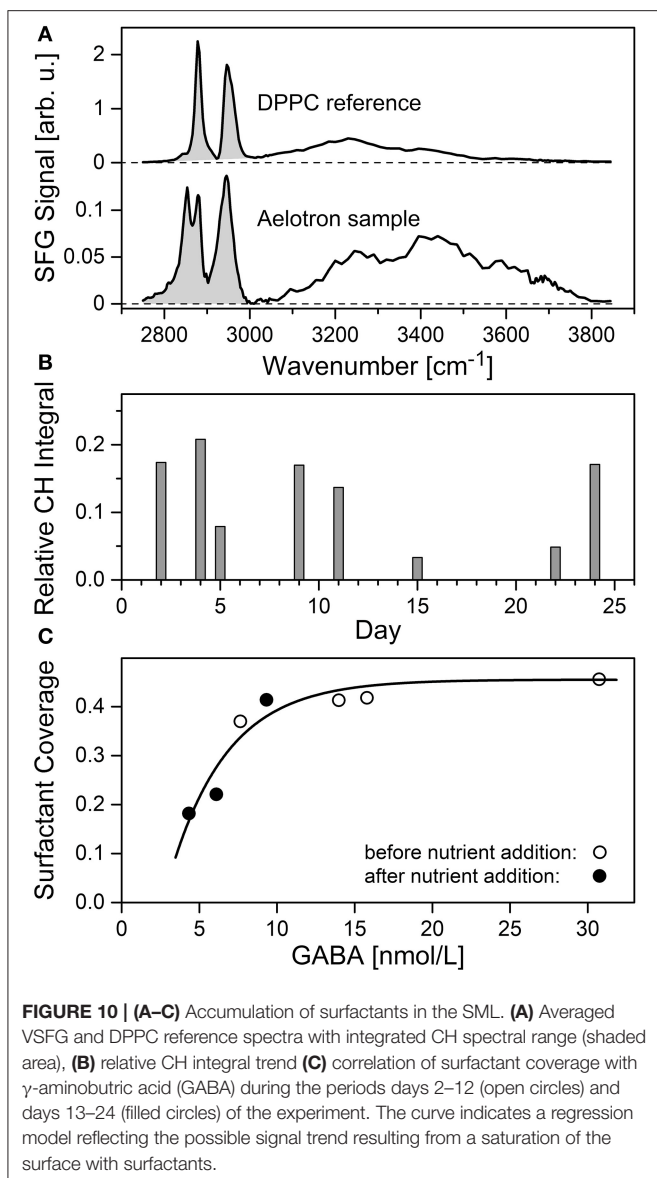 A
SFG Signal [arb. u.]
2
1
0
DPPC reference
0.1
0.05
0
Aelotron sample
2800 3000 3200 3400 3600 3800
Wavenumber [cm-1]
B
Relative CH Integral
0.2
0.1
0.0
0 5 10 15 20 25
Day
C
Surfactant Coverage
0.4
0.3
0.2
0.1
0.0
before nutrient addition:
after nutrient addition:
0 5 10 15 20 25 30
GABA [nmol/L]
FIGURE 10 | (A–C) Accumulation of surfactants in the SML. (A) Averaged
VSFG and DPPC reference spectra with integrated CH spectral range (shaded
area), (B) relative CH integral trend (C) correlation of surfactant coverage with
γ-aminobutric acid (GABA) during the periods days 2–12 (open circles) and
days 13–24 (filled circles) of the experiment. The curve indicates a regression
model reflecting the possible signal trend resulting from a saturation of the
surface with surfactants.